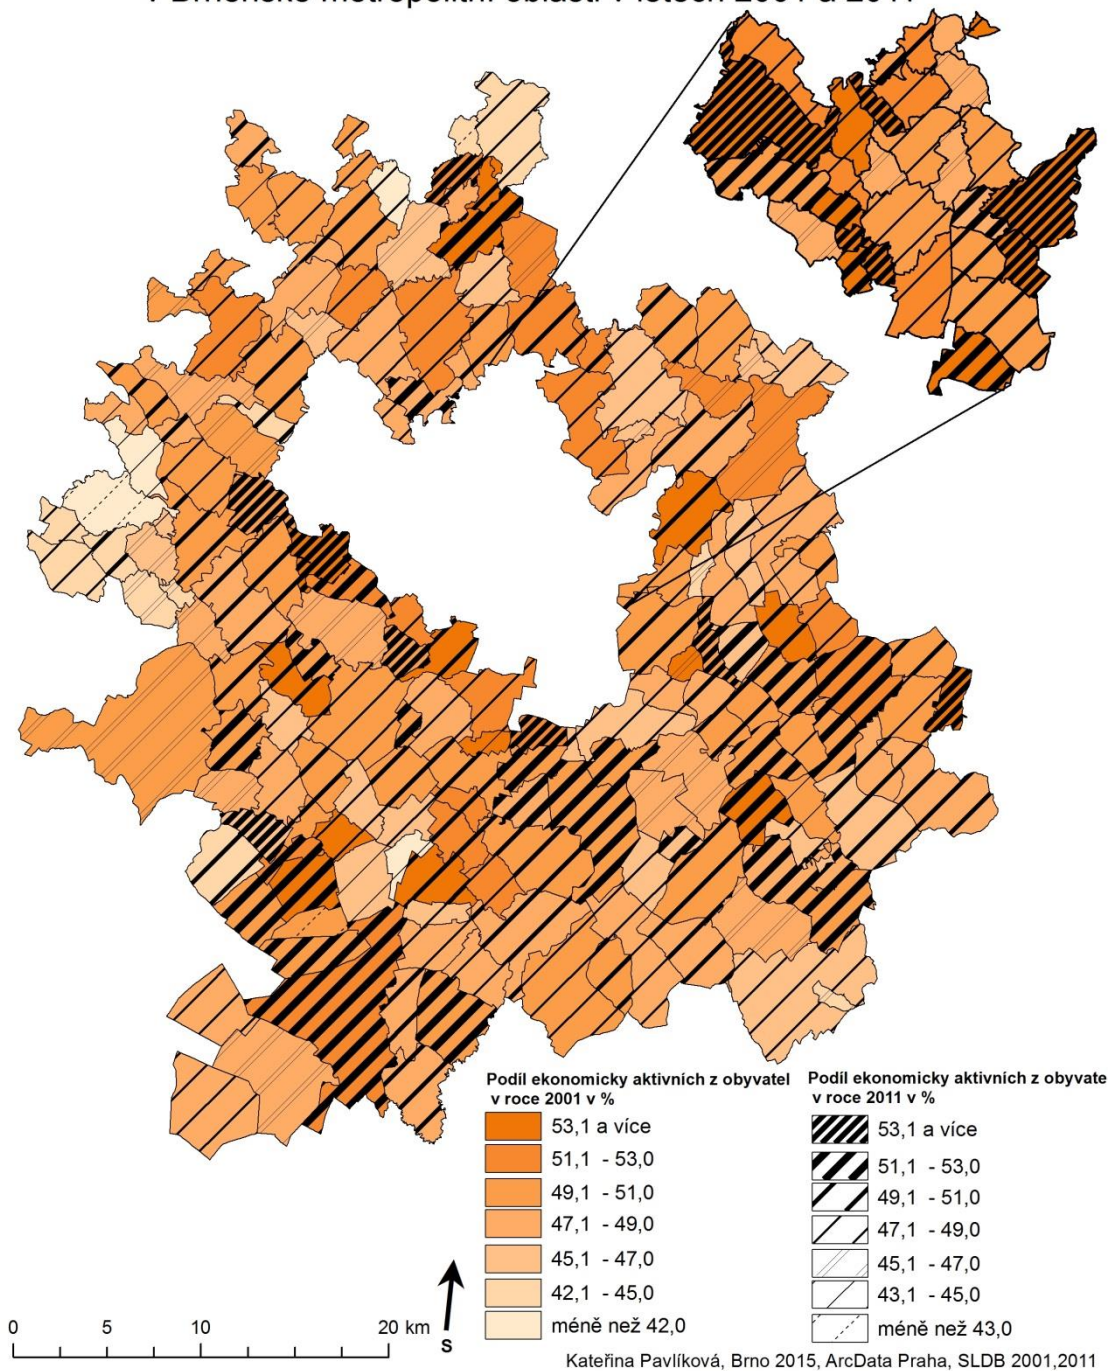 v Brněnské metropolitní oblasti v letech 2001 a 2011
Podíl ekonomicky aktivních z obyvatel
v roce 2001 v %
53,1 a více
51,1 - 53,0
49,1 - 51,0
47,1 - 49,0
45,1 - 47,0
42,1 - 45,0
méně než 42,0
Podíl ekonomicky aktivních z obyvate
v roce 2011 v %
53,1 a více
51,1 - 53,0
49,1 - 51,0
47,1 - 49,0
45,1 - 47,0
43,1 - 45,0
méně než 43,0
0 5 10 20 km
S
Kateřina Pavlíková, Brno 2015, ArcData Praha, SLDB 2001,2011